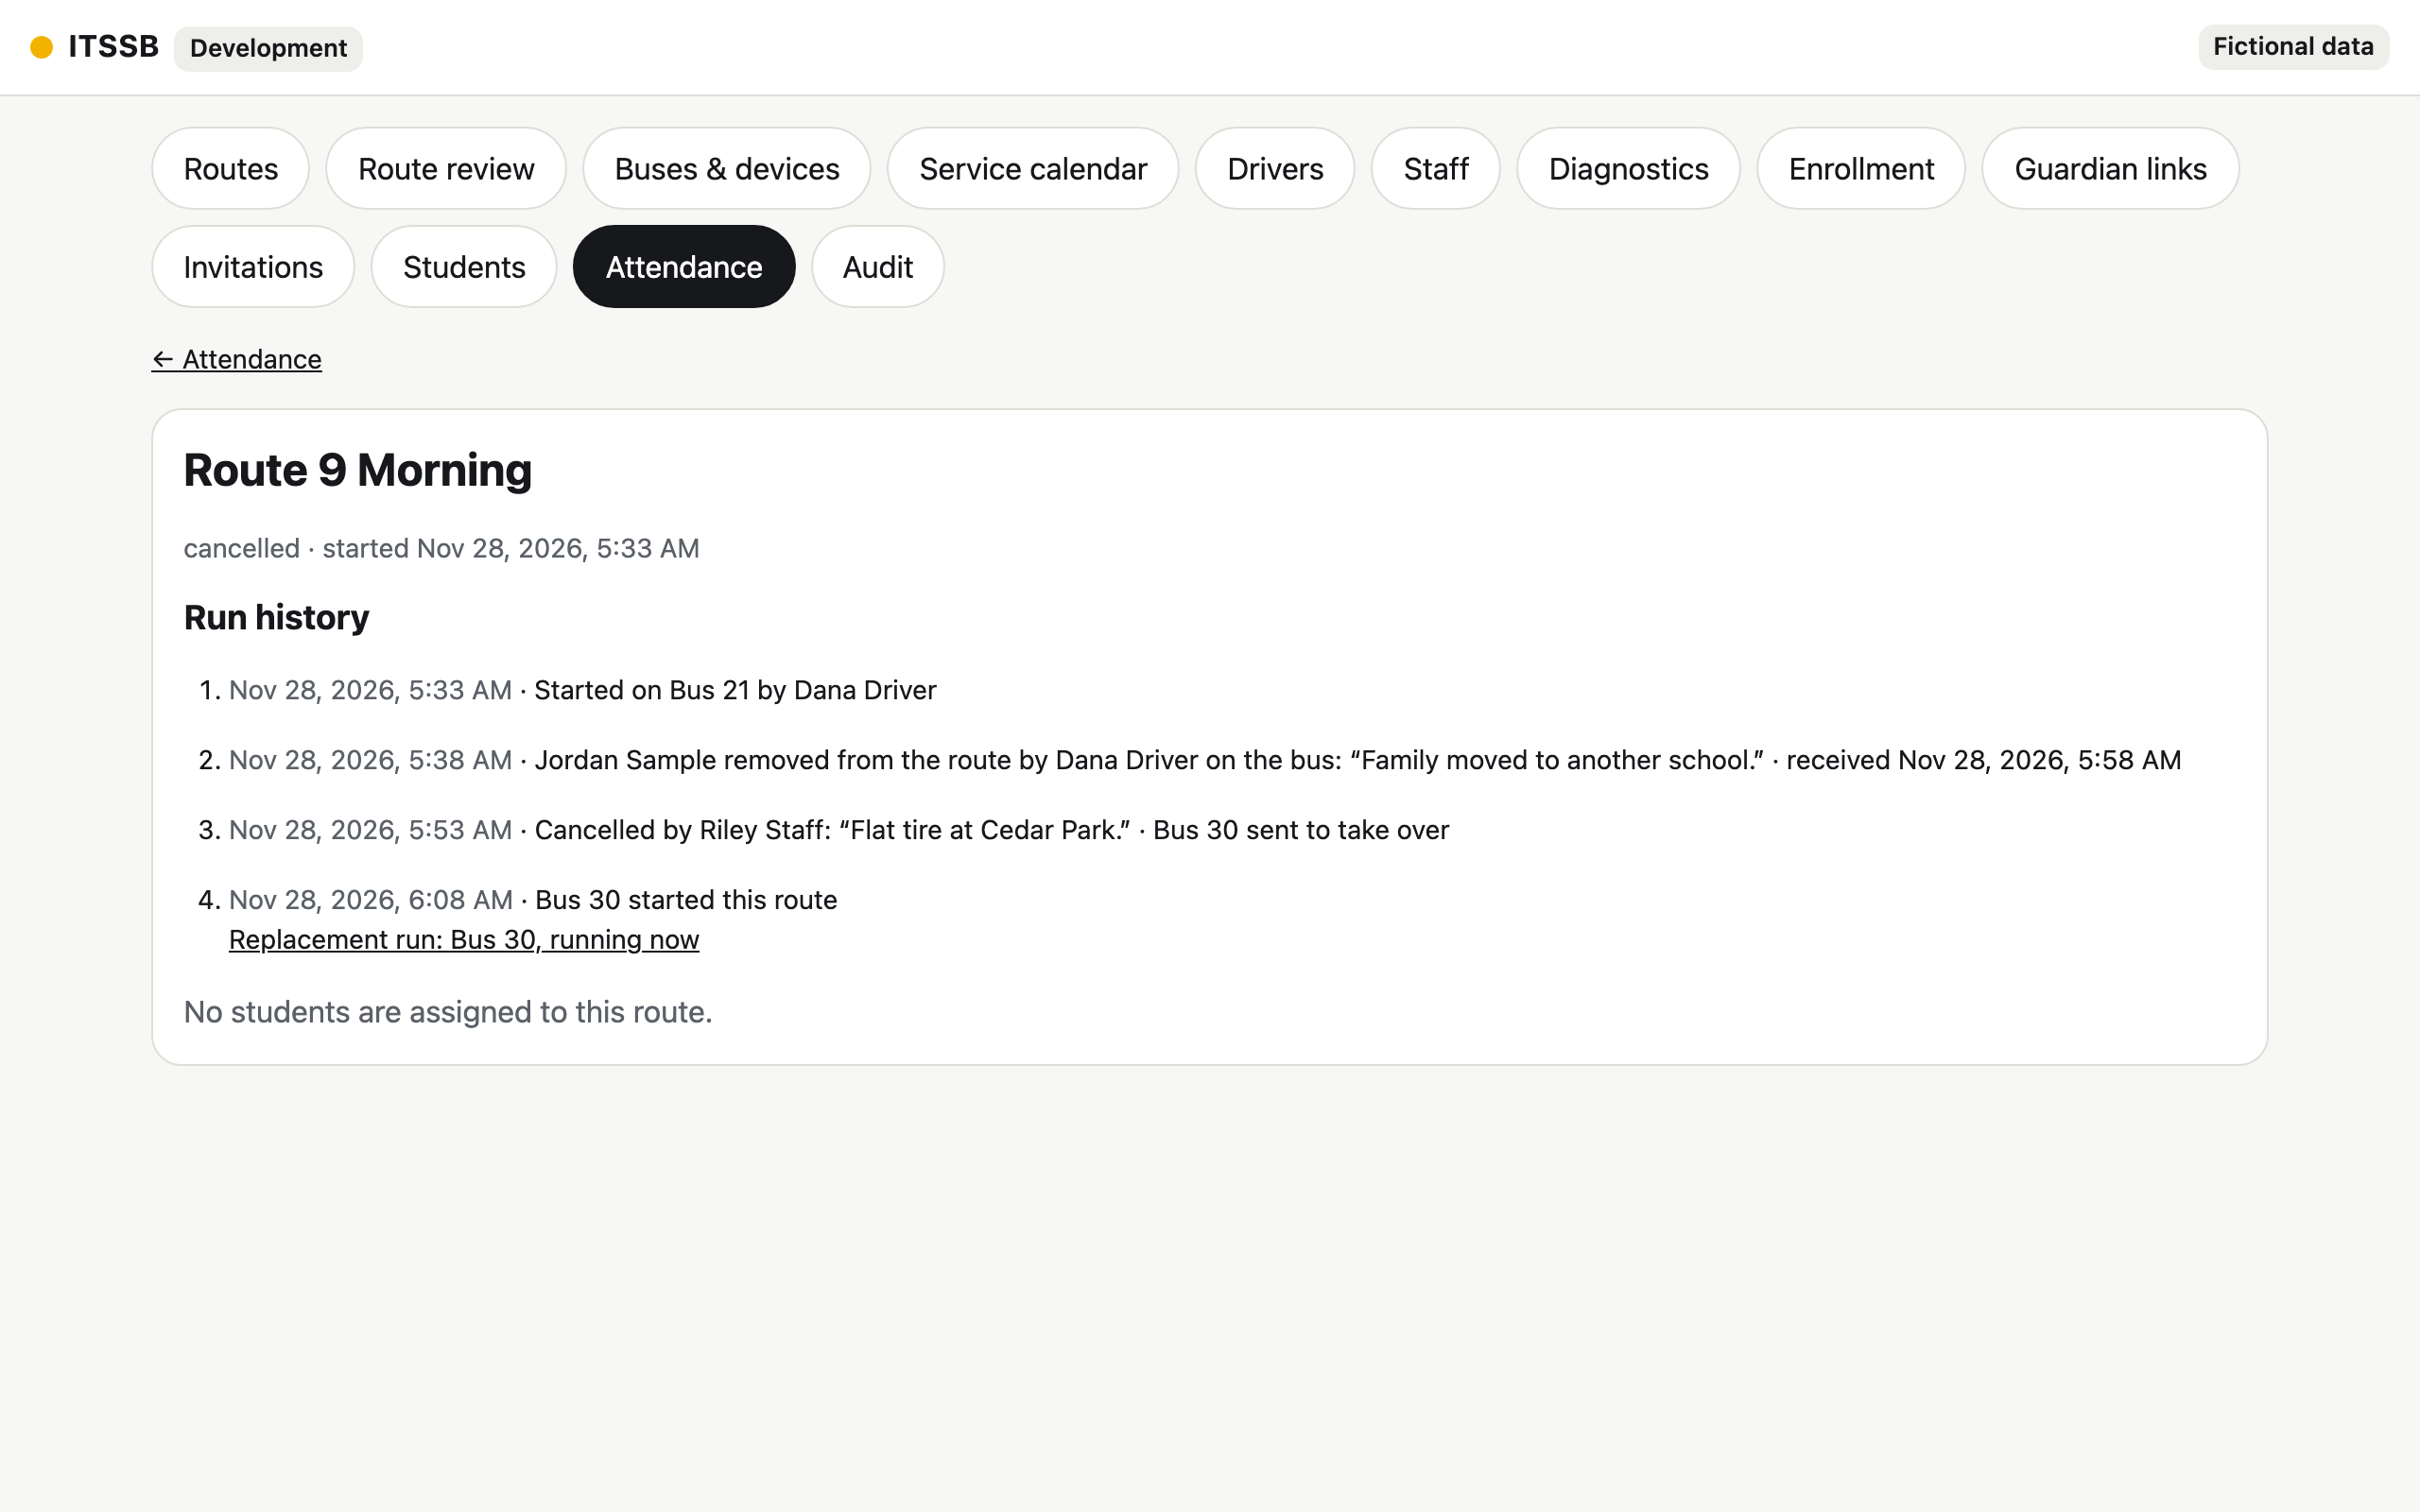 ITSSB Development Fictional data
Routes Route review Buses & devices Service calendar Drivers Staff Diagnostics Enrollment Guardian links
Invitations Students Attendance Audit
← Attendance
Route 9 Morning
cancelled · started Nov 28, 2026, 5:33 AM
Run history
1. Nov 28, 2026, 5:33 AM · Started on Bus 21 by Dana Driver
2. Nov 28, 2026, 5:38 AM · Jordan Sample removed from the route by Dana Driver on the bus: “Family moved to another school.” · received Nov 28, 2026, 5:58 AM
3. Nov 28, 2026, 5:53 AM · Cancelled by Riley Staff: “Flat tire at Cedar Park.” · Bus 30 sent to take over
4. Nov 28, 2026, 6:08 AM · Bus 30 started this route
Replacement run: Bus 30, running now
No students are assigned to this route.